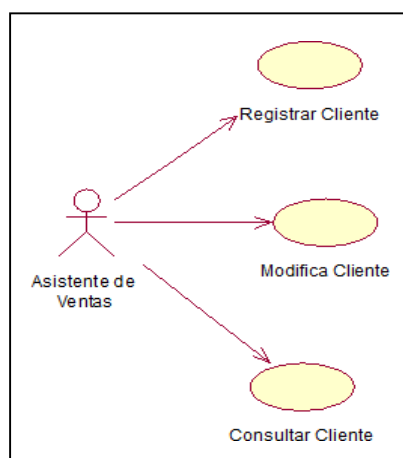 Registrar Cliente
Modifica Cliente
Asistente de
Ventas
Consultar Cliente